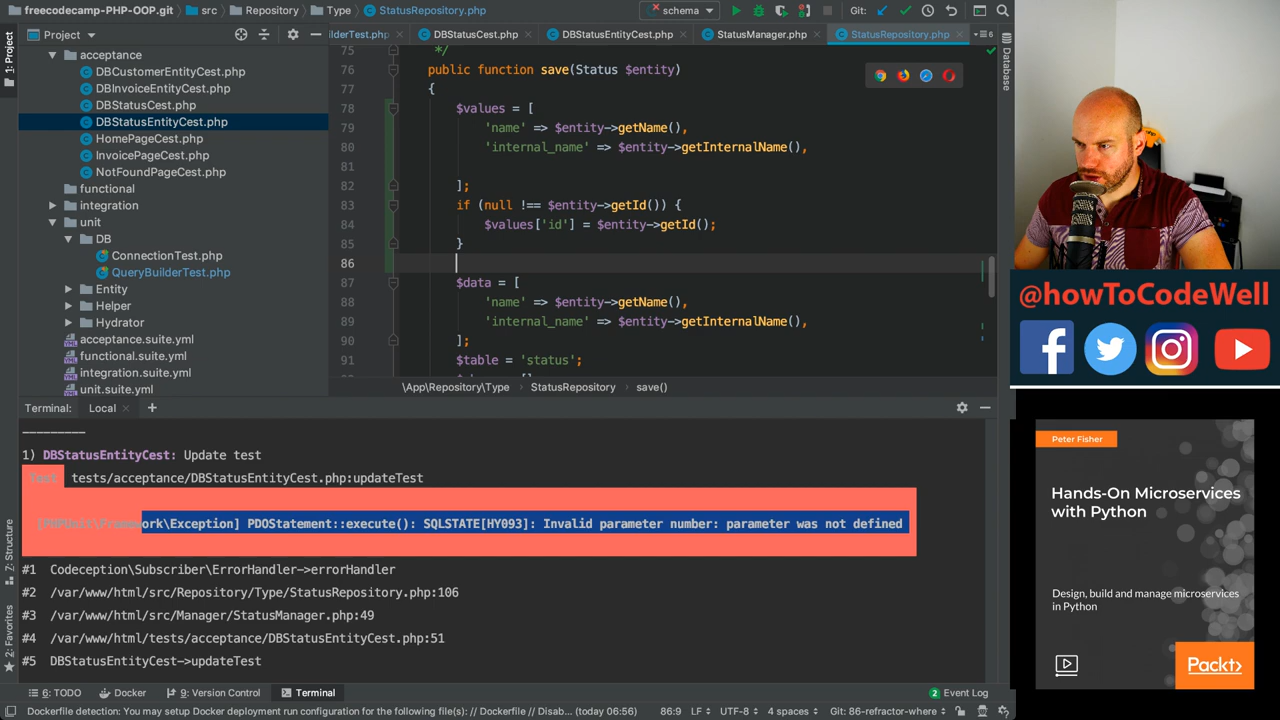 freecodecamp-PHP-OOP.git
src
Repository
Type
StatusRepository.php
schema
Git:
Project
ilderTest.php
DBStatusCest.php
DBStatusEntityCest.php
StatusManager.php
StatusRepository.php
6
1: Project
Database
acceptance
DBCustomerEntityCest.php
DBInvoiceEntityCest.php
DBStatusCest.php
DBStatusEntityCest.php
HomePageCest.php
InvoicePageCest.php
NotFoundPageCest.php
functional
integration
unit
DB
ConnectionTest.php
QueryBuilderTest.php
Entity
Helper
Hydrator
acceptance.suite.yml
functional.suite.yml
integration.suite.yml
unit.suite.yml
75 */
76 public function save(Status $entity)
{
78 $values = [
79 'name' => $entity->getName(),
80 'internal_name' => $entity->getInternalName(),
81
82 ];
83 if (null !== $entity->getId()) {
84 $values['id'] = $entity->getId();
85 }
86
87 $data = [
88 'name' => $entity->getName(),
89 'internal_name' => $entity->getInternalName(),
90 ];
91 $table = 'status';
\App\Repository\Type
StatusRepository
save()
Terminal:
Local
+
---------
1) DBStatusEntityCest: Update test
Test tests/acceptance/DBStatusEntityCest.php:updateTest
[PHPUnit\Framework\Exception] PDOStatement::execute(): SQLSTATE[HY093]: Invalid parameter number: parameter was not defined
#1 Codeception\Subscriber\ErrorHandler->errorHandler
#2 /var/www/html/src/Repository/Type/StatusRepository.php:106
#3 /var/www/html/src/Manager/StatusManager.php:49
#4 /var/www/html/tests/acceptance/DBStatusEntityCest.php:51
#5 DBStatusEntityCest->updateTest
7: Structure
2: Favorites
6: TODO
Docker
9: Version Control
Terminal
2 Event Log
Dockerfile detection: You may setup Docker deployment run configuration for the following file(s): // Dockerfile // Disab... (today 06:56)
86:9
LF
UTF-8
4 spaces
Git: 86-refractor-where
@howToCodeWell
Peter Fisher
Hands-On Microservices
with Python
Design, build and manage microservices
in Python
Packt>